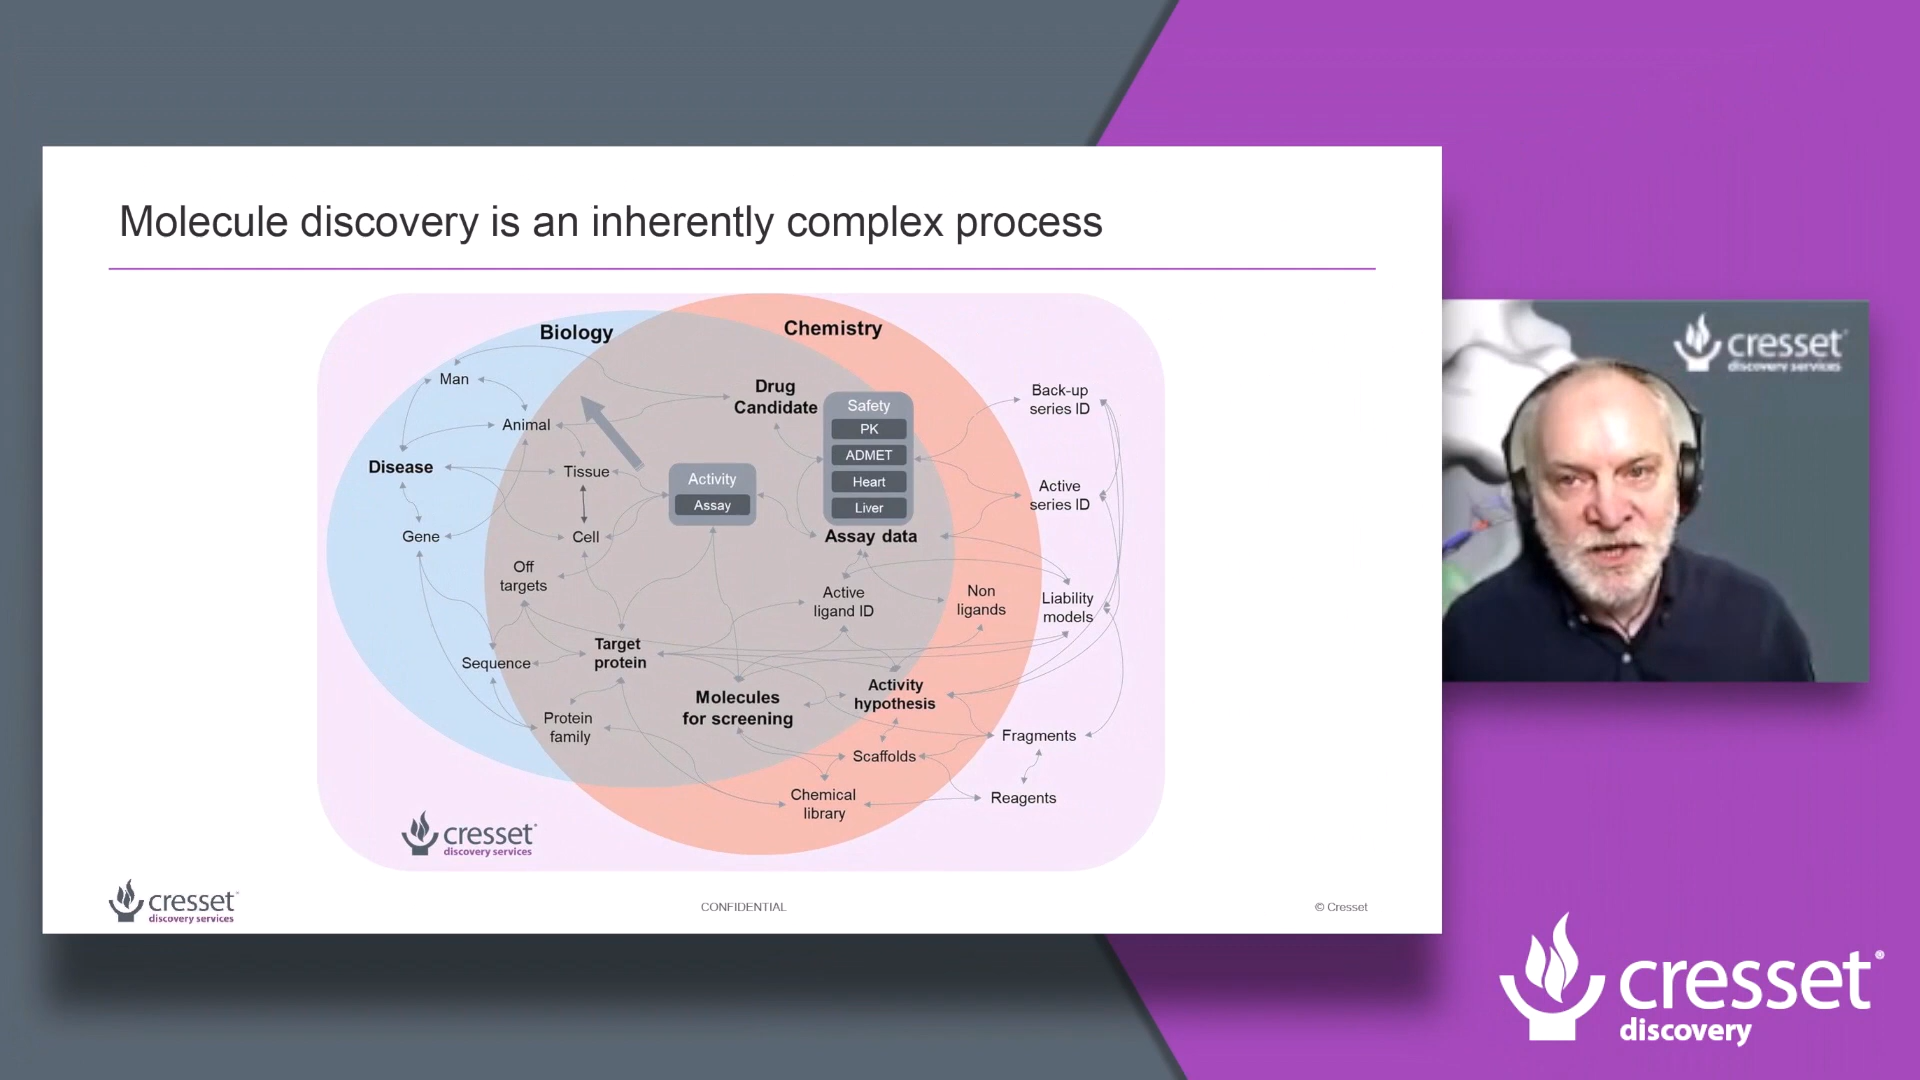 Molecule discovery is an inherently complex process
Biology
Chemistry
Man
Animal
Disease
Tissue
Gene
Cell
Off
targets
Sequence
Target
protein
Protein
family
Activity
Assay
Drug
Candidate
Safety
PK
ADMET
Heart
Liver
Assay data
Active
ligand ID
Non
ligands
Molecules
for screening
Activity
hypothesis
Scaffolds
Chemical
library
Back-up
series ID
Active
series ID
Liability
models
Fragments
Reagents
cresset
discovery services
cresset
discovery services
CONFIDENTIAL
© Cresset
cresset
discovery services
cresset®
discovery